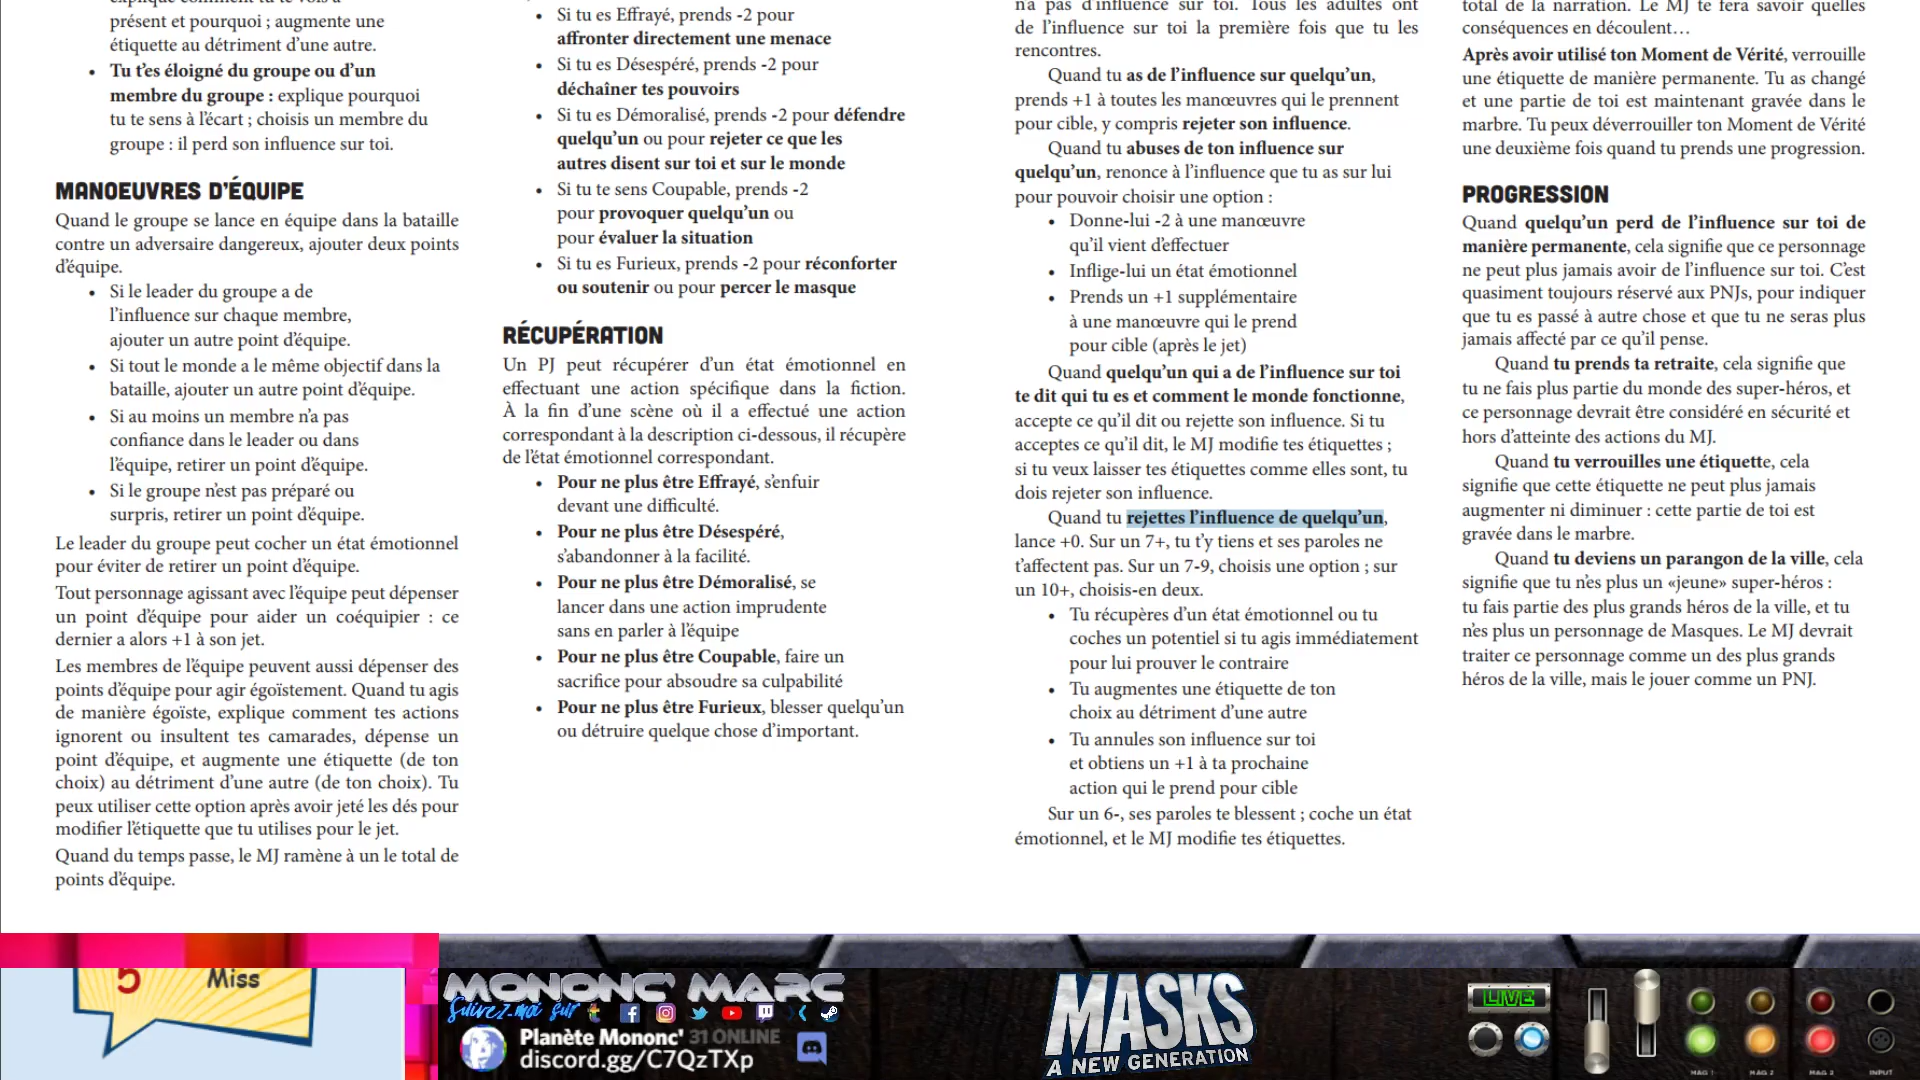 explique comment tu te vois à
présent et pourquoi ; augmente une
étiquette au détriment d'une autre.
• Tu t'es éloigné du groupe ou d'un
membre du groupe : explique pourquoi
tu te sens à l'écart ; choisis un membre du
groupe : il perd son influence sur toi.
MANOEUVRES D'ÉQUIPE
Quand le groupe se lance en équipe dans la bataille
contre un adversaire dangereux, ajouter deux points
d'équipe.
• Si le leader du groupe a de
l'influence sur chaque membre,
ajouter un autre point d'équipe.
• Si tout le monde a le même objectif dans la
bataille, ajouter un autre point d'équipe.
• Si au moins un membre n'a pas
confiance dans le leader ou dans
l'équipe, retirer un point d'équipe.
• Si le groupe n'est pas préparé ou
surpris, retirer un point d'équipe.
Le leader du groupe peut cocher un état émotionnel
pour éviter de retirer un point d'équipe.
Tout personnage agissant avec l'équipe peut dépenser
un point d'équipe pour aider un coéquipier : ce
dernier a alors +1 à son jet.
Les membres de l'équipe peuvent aussi dépenser des
points d'équipe pour agir égoïstement. Quand tu agis
de manière égoïste, explique comment tes actions
ignorent ou insultent tes camarades, dépense un
point d'équipe, et augmente une étiquette (de ton
choix) au détriment d'une autre (de ton choix). Tu
peux utiliser cette option après avoir jeté les dés pour
modifier l'étiquette que tu utilises pour le jet.
Quand du temps passe, le MJ ramène à un le total de
points d'équipe.
• Si tu es Effrayé, prends -2 pour
affronter directement une menace
• Si tu es Désespéré, prends -2 pour
déchaîner tes pouvoirs
• Si tu es Démoralisé, prends -2 pour défendre
quelqu'un ou pour rejeter ce que les
autres disent sur toi et sur le monde
• Si tu te sens Coupable, prends -2
pour provoquer quelqu'un ou
pour évaluer la situation
• Si tu es Furieux, prends -2 pour réconforter
ou soutenir ou pour percer le masque
RÉCUPÉRATION
Un PJ peut récupérer d'un état émotionnel en
effectuant une action spécifique dans la fiction.
À la fin d'une scène où il a effectué une action
correspondant à la description ci-dessous, il récupère
de l'état émotionnel correspondant.
• Pour ne plus être Effrayé, s'enfuir
devant une difficulté.
• Pour ne plus être Désespéré,
s'abandonner à la facilité.
• Pour ne plus être Démoralisé, se
lancer dans une action imprudente
sans en parler à l'équipe
• Pour ne plus être Coupable, faire un
sacrifice pour absoudre sa culpabilité
• Pour ne plus être Furieux, blesser quelqu'un
ou détruire quelque chose d'important.
n'a pas d'influence sur toi. Tous les adultes ont
de l'influence sur toi la première fois que tu les
rencontres.
Quand tu as de l'influence sur quelqu'un,
prends +1 à toutes les manœuvres qui le prennent
pour cible, y compris rejeter son influence.
Quand tu abuses de ton influence sur
quelqu'un, renonce à l'influence que tu as sur lui
pour pouvoir choisir une option :
• Donne-lui -2 à une manœuvre
qu'il vient d'effectuer
• Inflige-lui un état émotionnel
• Prends un +1 supplémentaire
à une manœuvre qui le prend
pour cible (après le jet)
Quand quelqu'un qui a de l'influence sur toi
te dit qui tu es et comment le monde fonctionne,
accepte ce qu'il dit ou rejette son influence. Si tu
acceptes ce qu'il dit, le MJ modifie tes étiquettes ;
si tu veux laisser tes étiquettes comme elles sont, tu
dois rejeter son influence.
Quand tu rejettes l'influence de quelqu'un,
lance +0. Sur un 7+, tu t'y tiens et ses paroles ne
t'affectent pas. Sur un 7-9, choisis une option ; sur
un 10+, choisis-en deux.
• Tu récupères d'un état émotionnel ou tu
coches un potentiel si tu agis immédiatement
pour lui prouver le contraire
• Tu augmentes une étiquette de ton
choix au détriment d'une autre
• Tu annules son influence sur toi
et obtiens un +1 à ta prochaine
action qui le prend pour cible
Sur un 6-, ses paroles te blessent ; coche un état
émotionnel, et le MJ modifie tes étiquettes.
total de la narration. Le MJ te fera savoir quelles
conséquences en découlent…
Après avoir utilisé ton Moment de Vérité, verrouille
une étiquette de manière permanente. Tu as changé
et une partie de toi est maintenant gravée dans le
marbre. Tu peux déverrouiller ton Moment de Vérité
une deuxième fois quand tu prends une progression.
PROGRESSION
Quand quelqu'un perd de l'influence sur toi de
manière permanente, cela signifie que ce personnage
ne peut plus jamais avoir de l'influence sur toi. C'est
quasiment toujours réservé aux PNJs, pour indiquer
que tu es passé à autre chose et que tu ne seras plus
jamais affecté par ce qu'il pense.
Quand tu prends ta retraite, cela signifie que
tu ne fais plus partie du monde des super-héros, et
ce personnage devrait être considéré en sécurité et
hors d'atteinte des actions du MJ.
Quand tu verrouilles une étiquette, cela
signifie que cette étiquette ne peut plus jamais
augmenter ni diminuer : cette partie de toi est
gravée dans le marbre.
Quand tu deviens un parangon de la ville, cela
signifie que tu n'es plus un «jeune» super-héros :
tu fais partie des plus grands héros de la ville, et tu
n'es plus un personnage de Masques. Le MJ devrait
traiter ce personnage comme un des plus grands
héros de la ville, mais le jouer comme un PNJ.
5 Miss
MONONC' MARC
Suivez-moi sur
Planète Mononc' 31 ONLINE
discord.gg/C7QzTXp
MASKS
A NEW GENERATION
LIVE
MAG 1 MAG 2 MAG 3 INPUT